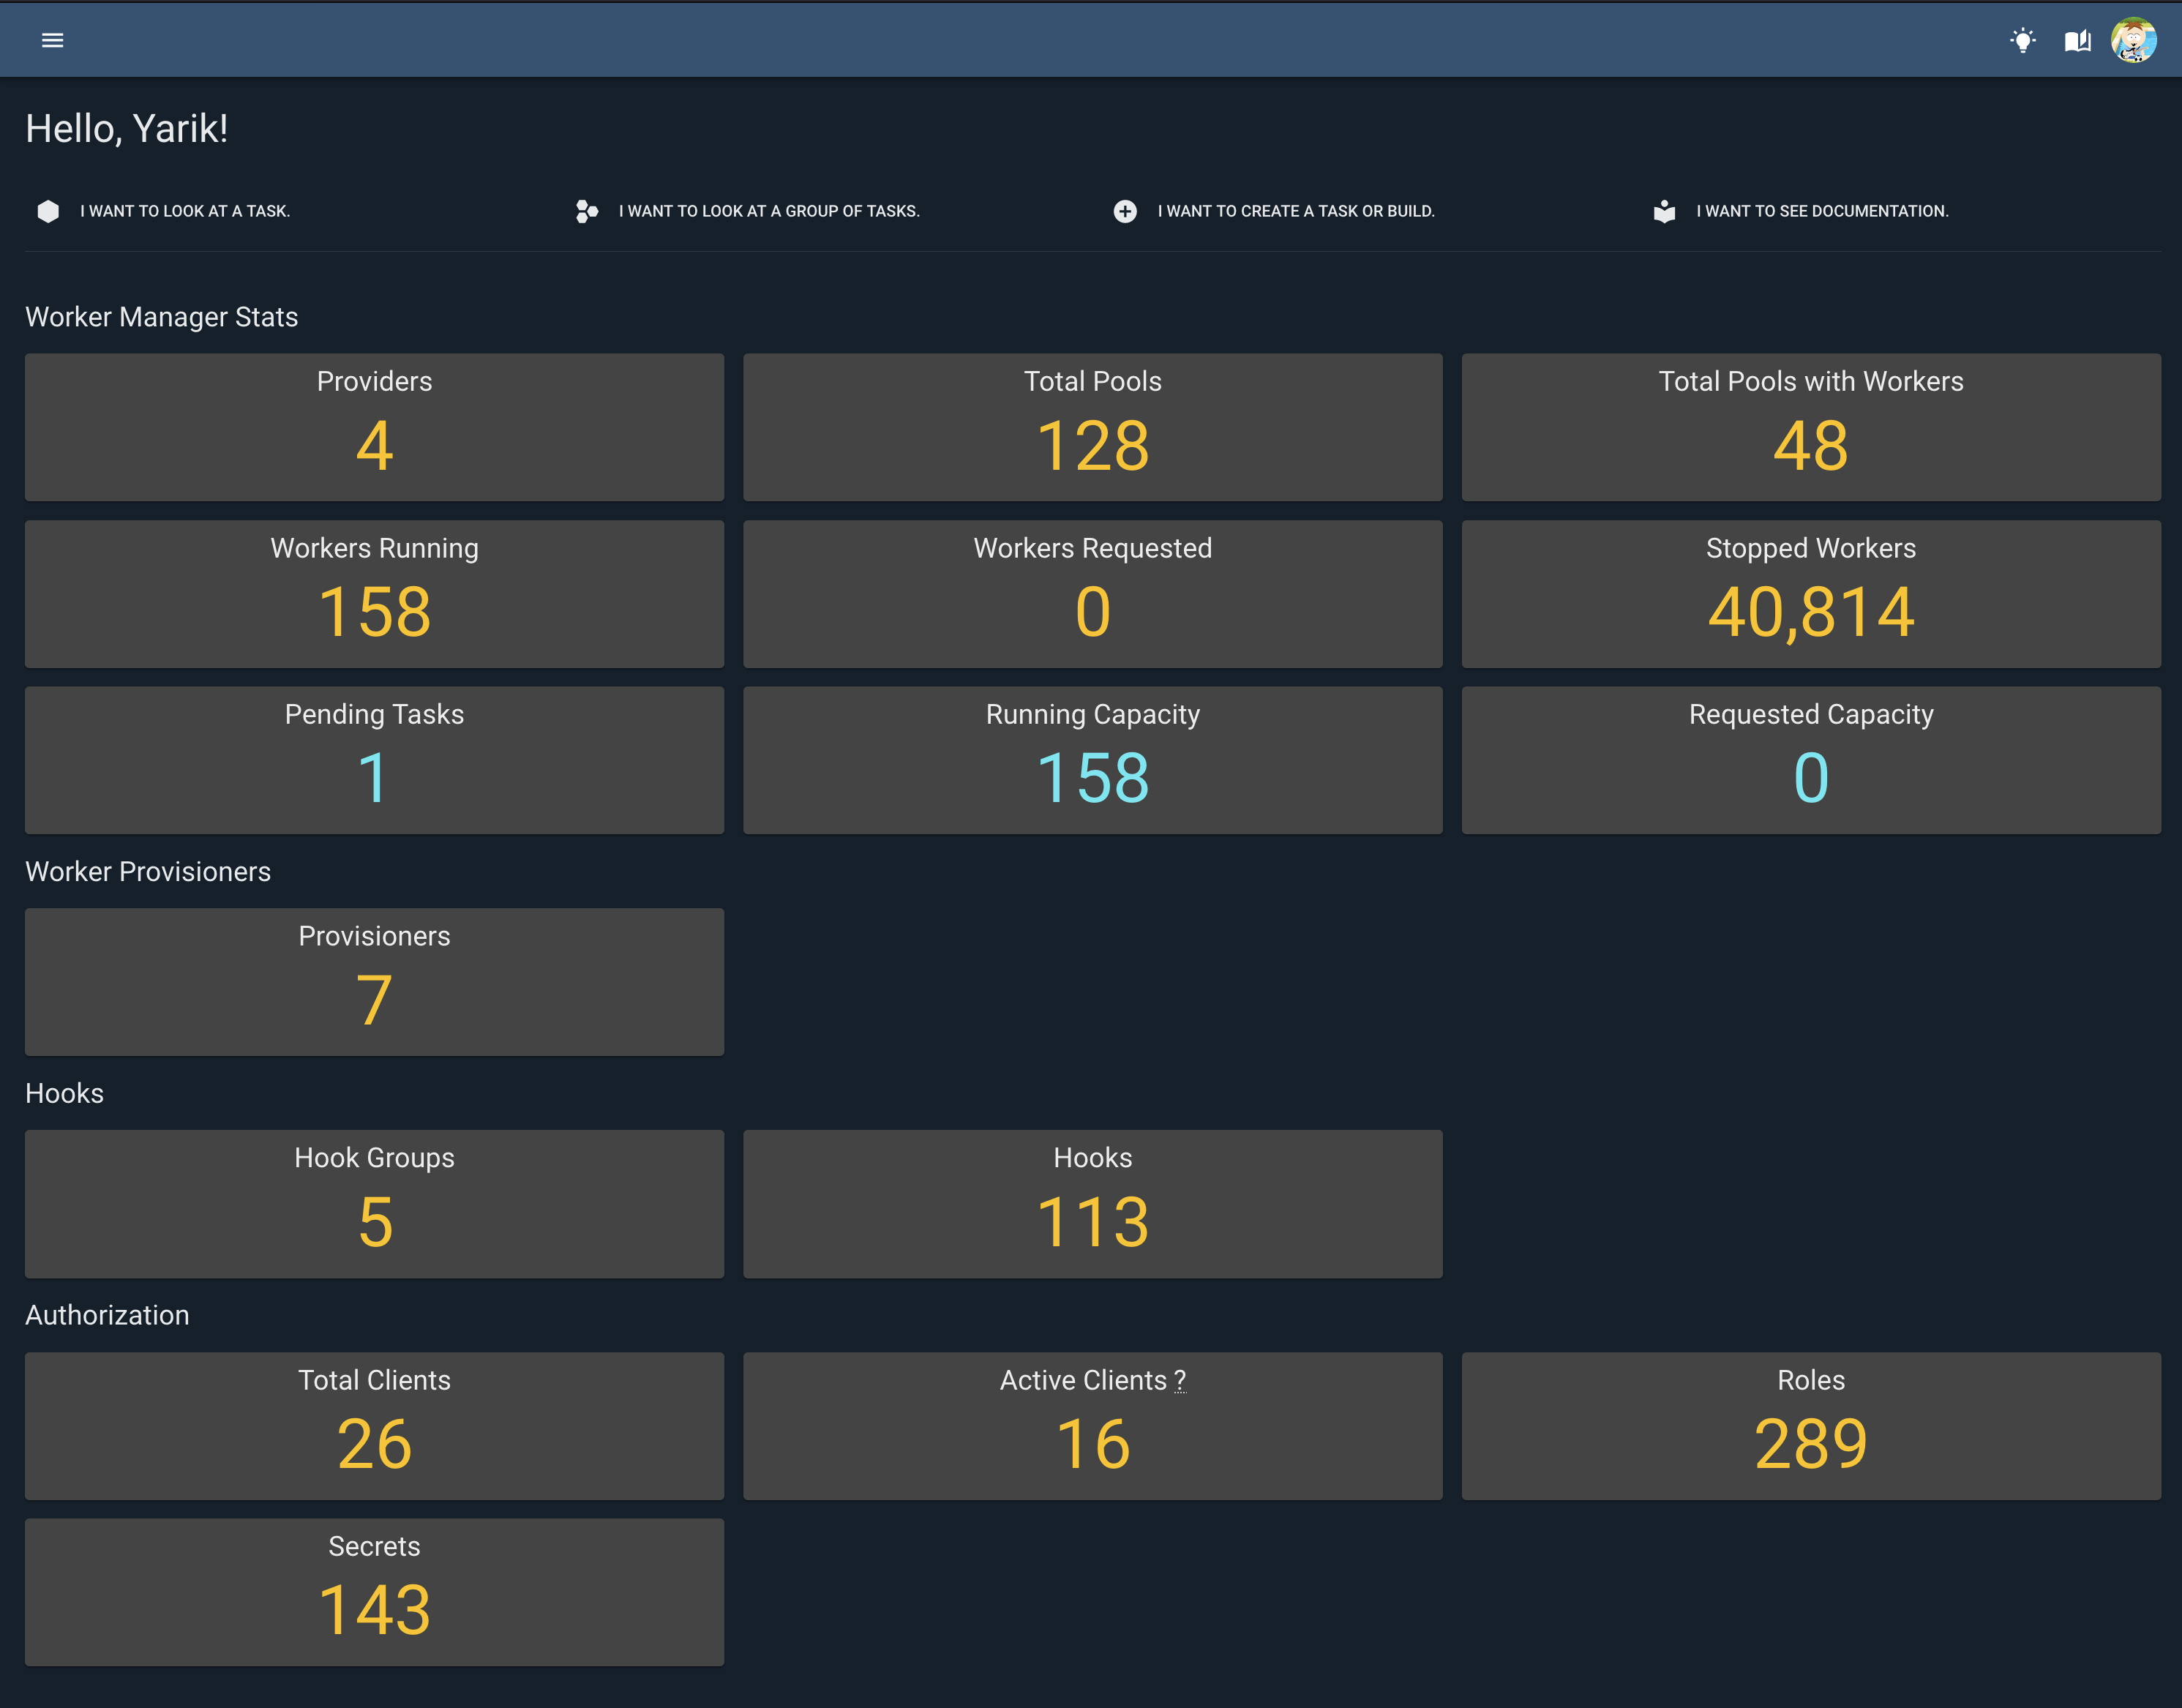 Hello, Yarik!
I WANT TO LOOK AT A TASK.
I WANT TO LOOK AT A GROUP OF TASKS.
I WANT TO CREATE A TASK OR BUILD.
I WANT TO SEE DOCUMENTATION.
Worker Manager Stats
Providers
4
Total Pools
128
Total Pools with Workers
48
Workers Running
158
Workers Requested
0
Stopped Workers
40,814
Pending Tasks
1
Running Capacity
158
Requested Capacity
0
Worker Provisioners
Provisioners
7
Hooks
Hook Groups
5
Hooks
113
Authorization
Total Clients
26
Active Clients ?
16
Roles
289
Secrets
143